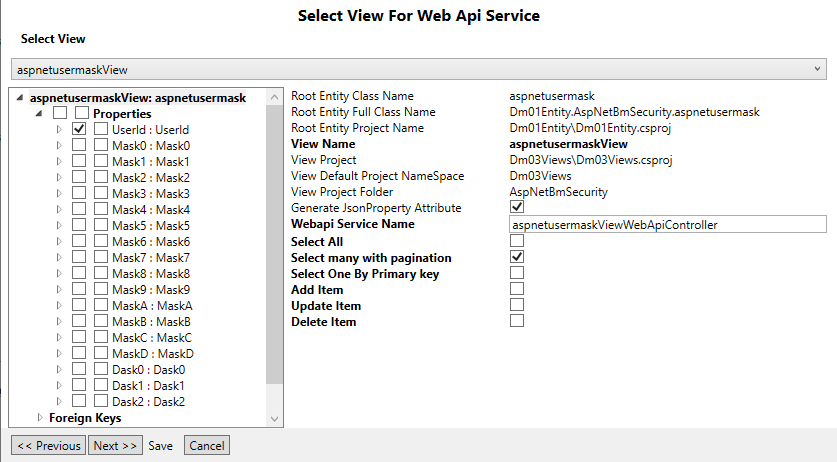 Select View For Web Api Service
Select View
aspnetusermaskView
aspnetusermaskView: aspnetusermask
Properties
UserId : UserId
Mask0 : Mask0
Mask1 : Mask1
Mask2 : Mask2
Mask3 : Mask3
Mask4 : Mask4
Mask5 : Mask5
Mask6 : Mask6
Mask7 : Mask7
Mask8 : Mask8
Mask9 : Mask9
MaskA : MaskA
MaskB : MaskB
MaskC : MaskC
MaskD : MaskD
Dask0 : Dask0
Dask1 : Dask1
Dask2 : Dask2
Foreign Keys
Root Entity Class Name aspnetusermask
Root Entity Full Class Name Dm01Entity.AspNetBmSecurity.aspnetusermask
Root Entity Project Name Dm01Entity\Dm01Entity.csproj
View Name aspnetusermaskView
View Project Dm03Views\Dm03Views.csproj
View Default Project NameSpace Dm03Views
View Project Folder AspNetBmSecurity
Generate JsonProperty Attribute
Webapi Service Name aspnetusermaskViewWebApiController
Select All
Select many with pagination
Select One By Primary key
Add Item
Update Item
Delete Item
<< Previous Next >> Save Cancel